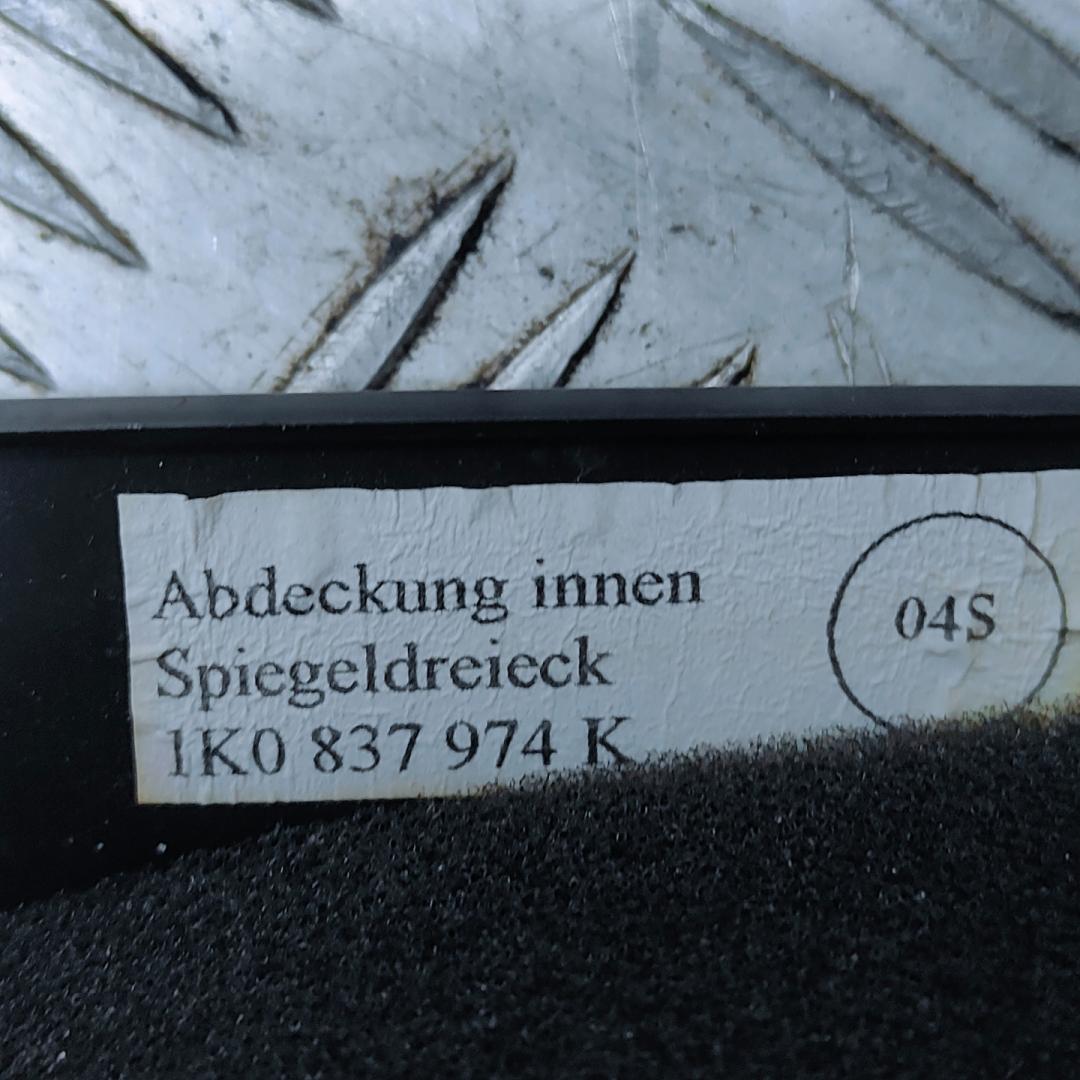 Abdeckung innen
Spiegeldreieck
1K0 837 974 K
04S